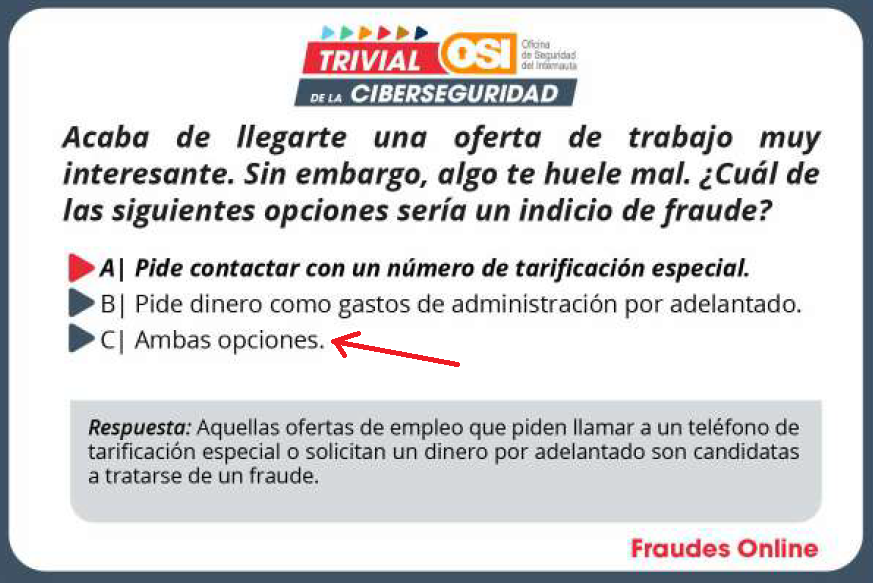 TRIVIAL OSI Oficina
de Seguridad
del Internauta
DE LA CIBERSEGURIDAD
Acaba de llegarte una oferta de trabajo muy
interesante. Sin embargo, algo te huele mal. ¿Cuál de
las siguientes opciones sería un indicio de fraude?
A| Pide contactar con un número de tarificación especial.
B| Pide dinero como gastos de administración por adelantado.
C| Ambas opciones.
Respuesta: Aquellas ofertas de empleo que piden llamar a un teléfono de
tarificación especial o solicitan un dinero por adelantado son candidatas
a tratarse de un fraude.
Fraudes Online